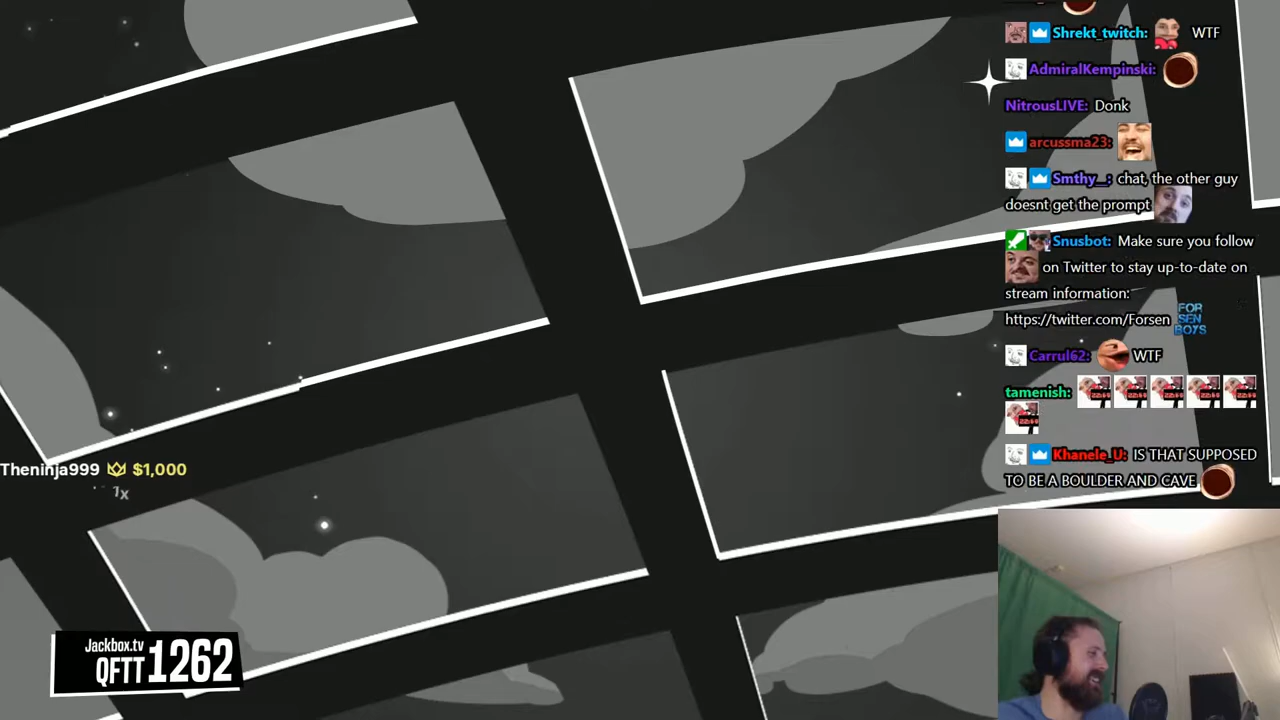 Shrekt_twitch: WTF
AdmiralKempinski:
NitrousLIVE: Donk
arcussma23:
Smthy__: chat, the other guy
doesnt get the prompt
Snusbot: Make sure you follow
on Twitter to stay up-to-date on
stream information:
https://twitter.com/Forsen
FOR
SEN
BOYS
Carrul62: WTF
tamenish:
Khanele_U: IS THAT SUPPOSED
TO BE A BOULDER AND CAVE
Theninja999 $1,000
1x
Jackbox.tv
QFTT 1262